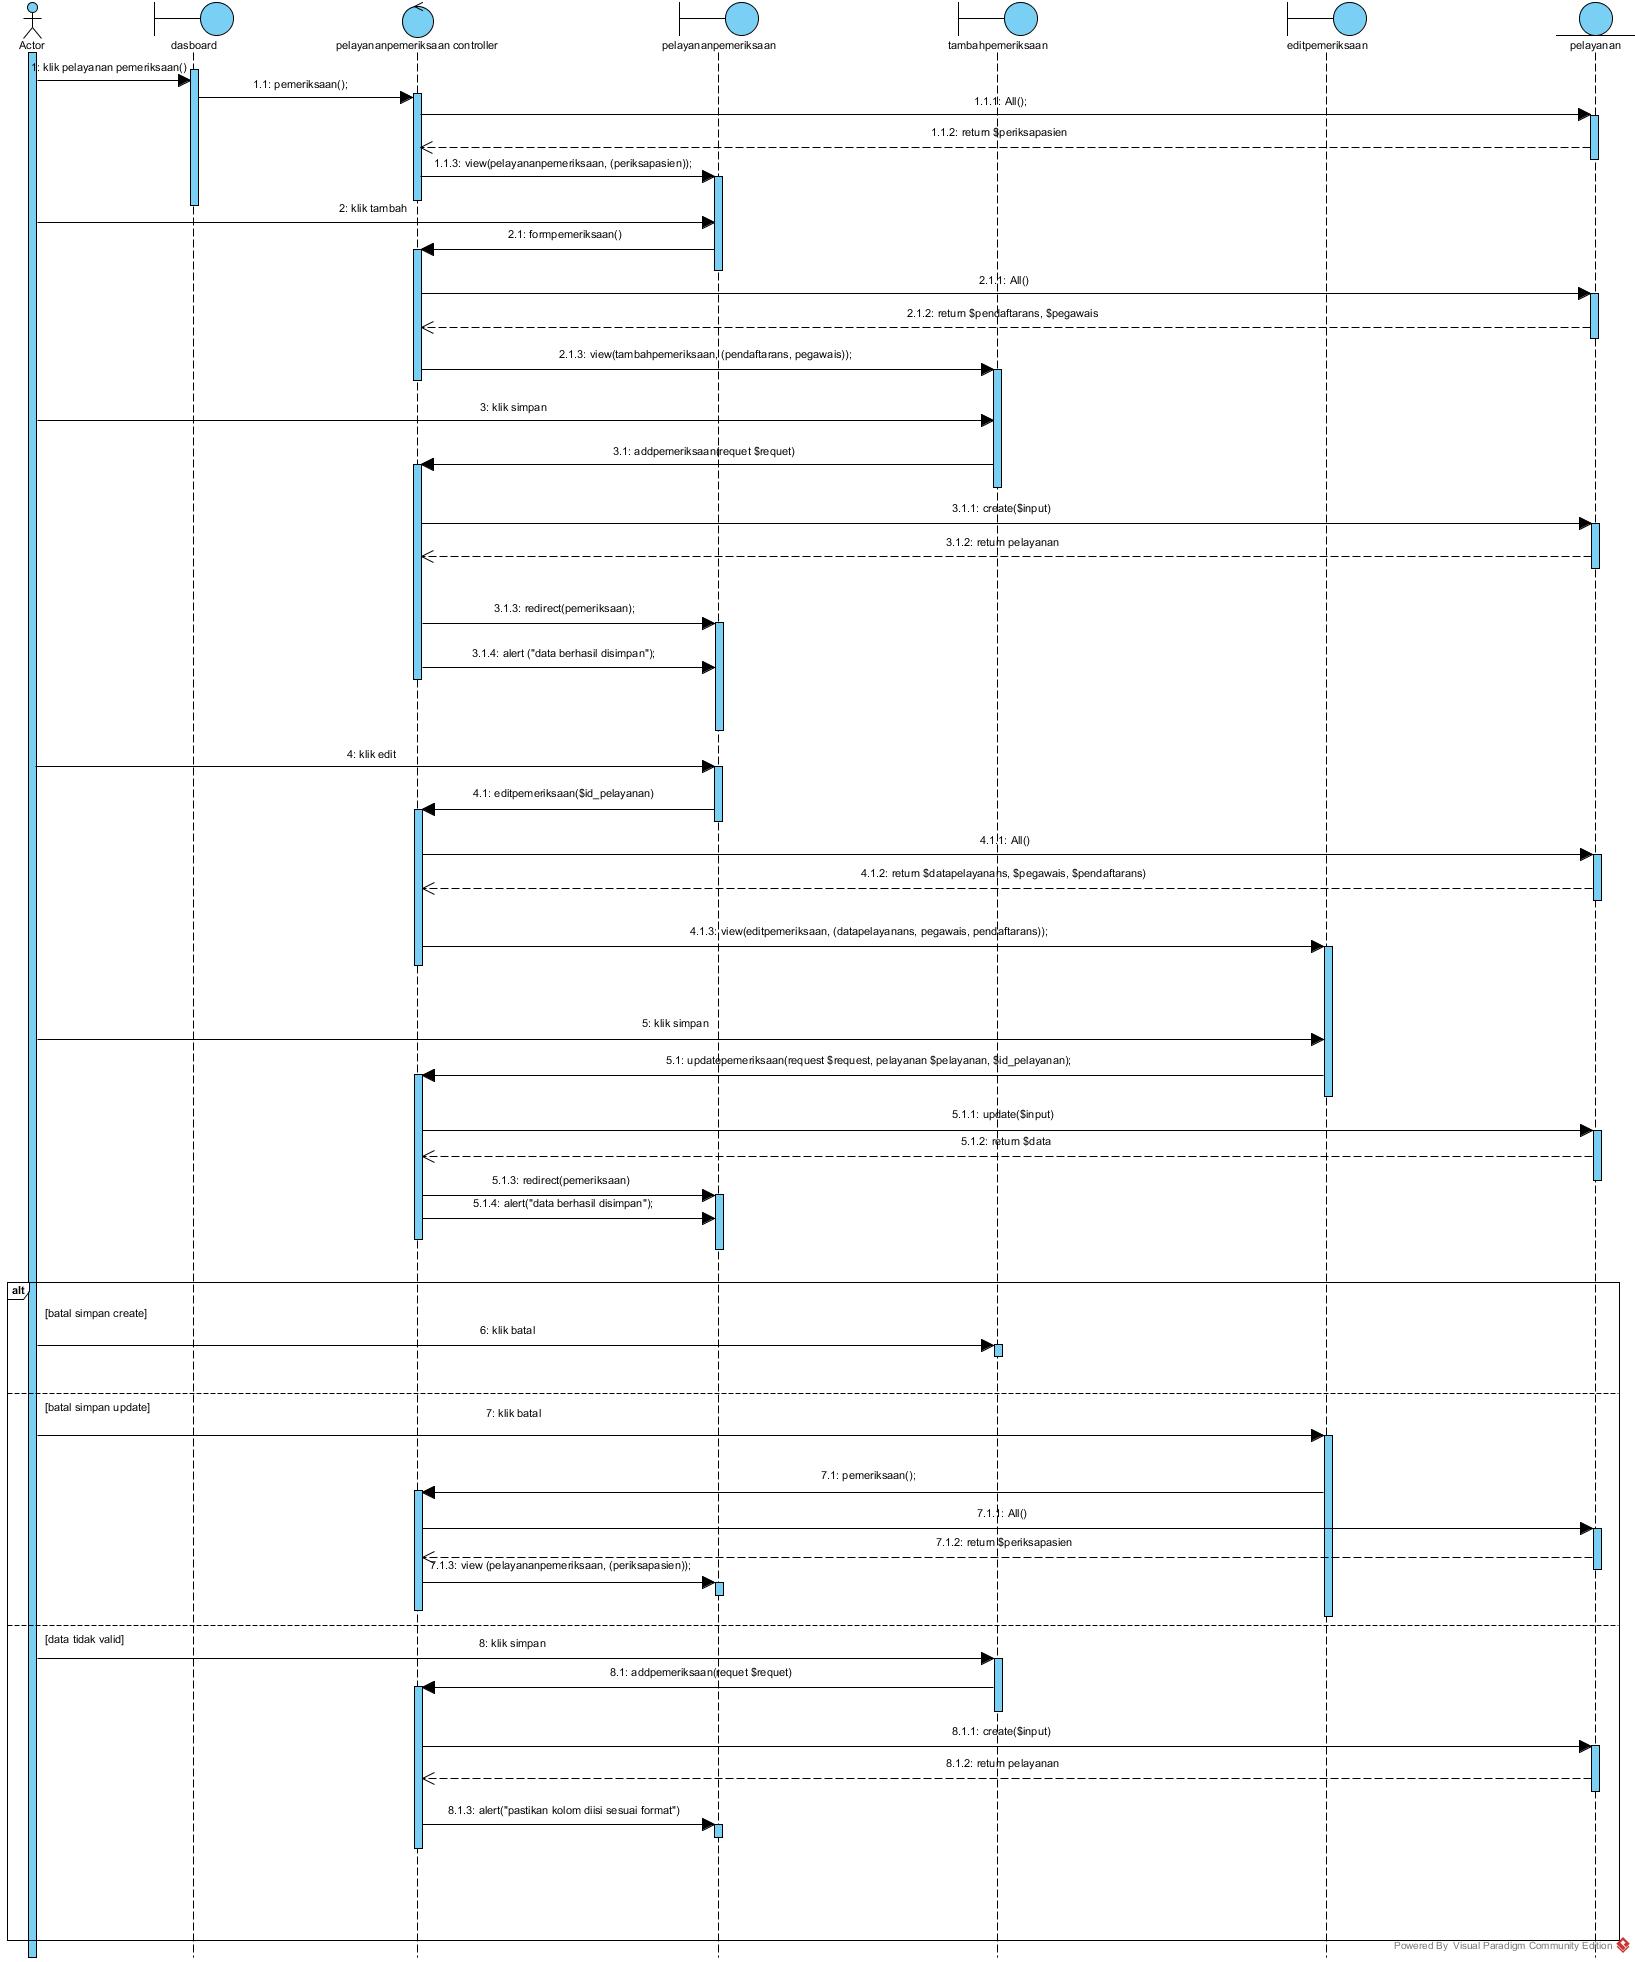 Actor
dasboard
pelayananpemeriksaan controller
pelayananpemeriksaan
tambahpemeriksaan
editpemeriksaan
pelayanan
1: klik pelayanan pemeriksaan()
1.1: pemeriksaan();
1.1.1: All();
1.1.2: return $periksapasien
1.1.3: view(pelayananpemeriksaan, (periksapasien));
2: klik tambah
2.1: formpemeriksaan()
2.1.1: All()
2.1.2: return $pendaftarans, $pegawais
2.1.3: view(tambahpemeriksaan, (pendaftarans, pegawais));
3: klik simpan
3.1: addpemeriksaan(requet $requet)
3.1.1: create($input)
3.1.2: return pelayanan
3.1.3: redirect(pemeriksaan);
3.1.4: alert ("data berhasil disimpan");
4: klik edit
4.1: editpemeriksaan($id_pelayanan)
4.1.1: All()
4.1.2: return $datapelayanans, $pegawais, $pendaftarans)
4.1.3: view(editpemeriksaan, (datapelayanans, pegawais, pendaftarans));
5: klik simpan
5.1: updatepemeriksaan(request $request, pelayanan $pelayanan, $id_pelayanan);
5.1.1: update($input)
5.1.2: return $data
5.1.3: redirect(pemeriksaan)
5.1.4: alert("data berhasil disimpan");
alt
[batal simpan create]
6: klik batal
[batal simpan update]
7: klik batal
7.1: pemeriksaan();
7.1.1: All()
7.1.2: return $periksapasien
7.1.3: view (pelayananpemeriksaan, (periksapasien));
[data tidak valid]
8: klik simpan
8.1: addpemeriksaan(requet $requet)
8.1.1: create($input)
8.1.2: return pelayanan
8.1.3: alert("pastikan kolom diisi sesuai format")
Powered By Visual Paradigm Community Edition